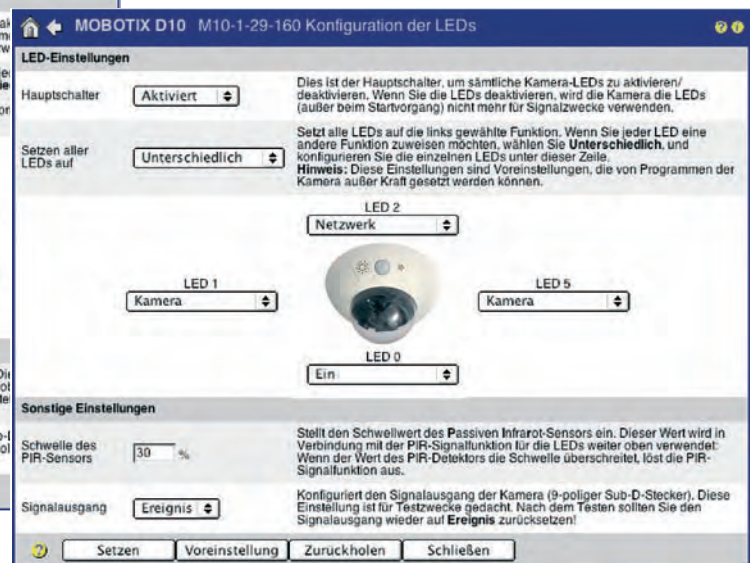 MOBOTIX D10 M10-1-29-160 Konfiguration der LEDs
LED-Einstellungen
Hauptschalter
Aktiviert
Dies ist der Hauptschalter, um sämtliche Kamera-LEDs zu aktivieren/
deaktivieren. Wenn Sie die LEDs deaktivieren, wird die Kamera die LEDs
(außer beim Startvorgang) nicht mehr für Signalzwecke verwenden.
Setzen aller
LEDs auf
Unterschiedlich
Setzt alle LEDs auf die links gewählte Funktion. Wenn Sie jeder LED eine
andere Funktion zuweisen möchten, wählen Sie Unterschiedlich, und
konfigurieren Sie die einzelnen LEDs unter dieser Zeile.
Hinweis: Diese Einstellungen sind Voreinstellungen, die von Programmen der
Kamera außer Kraft gesetzt werden können.
LED 2
Netzwerk
LED 1
Kamera
LED 5
Kamera
LED 0
Ein
Sonstige Einstellungen
Schwelle des
PIR-Sensors
30 %
Stellt den Schwellwert des Passiven Infrarot-Sensors ein. Dieser Wert wird in
Verbindung mit der PIR-Signalfunktion für die LEDs weiter oben verwendet:
Wenn der Wert des PIR-Detektors die Schwelle überschreitet, löst die PIR-
Signalfunktion aus.
Signalausgang
Ereignis
Konfiguriert den Signalausgang der Kamera (9-poliger Sub-D-Stecker). Diese
Einstellung ist für Testzwecke gedacht. Nach dem Testen sollten Sie den
Signalausgang wieder auf Ereignis zurücksetzen!
Setzen Voreinstellung Zurückholen Schließen